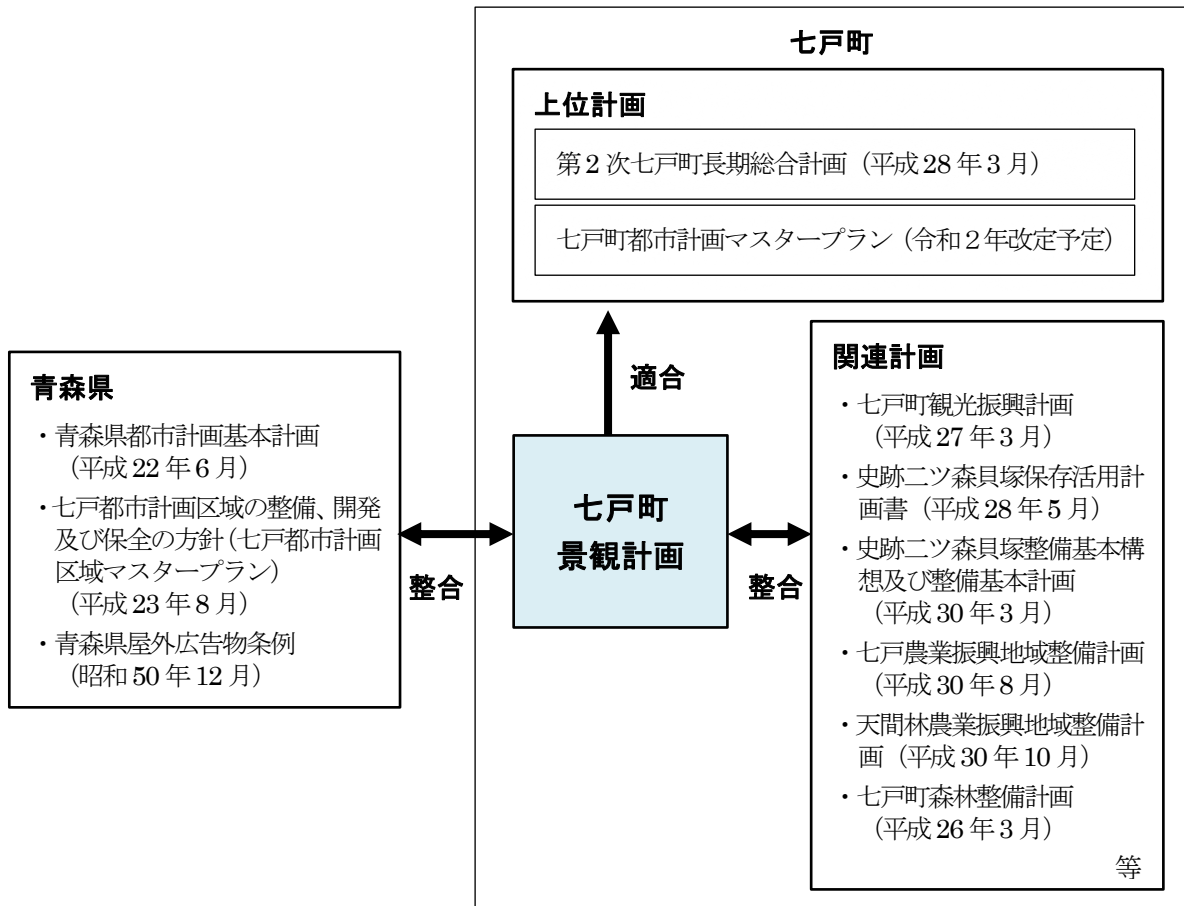 七戸町
上位計画
第2次七戸町長期総合計画(平成28年3月)
七戸町都市計画マスタープラン(令和2年改定予定)
適合
青森県
・青森県都市計画基本計画
(平成22年6月)
・七戸都市計画区域の整備、開発
及び保全の方針(七戸都市計画
区域マスタープラン)
(平成23年8月)
・青森県屋外広告物条例
(昭和50年12月)
整合
七戸町
景観計画
整合
関連計画
・七戸町観光振興計画
(平成27年3月)
・史跡二ツ森貝塚保存活用計
画書(平成28年5月)
・史跡二ツ森貝塚整備基本構
想及び整備基本計画
(平成30年3月)
・七戸農業振興地域整備計画
(平成30年8月)
・天間林農業振興地域整備計
画(平成30年10月)
・七戸町森林整備計画
(平成26年3月)
等